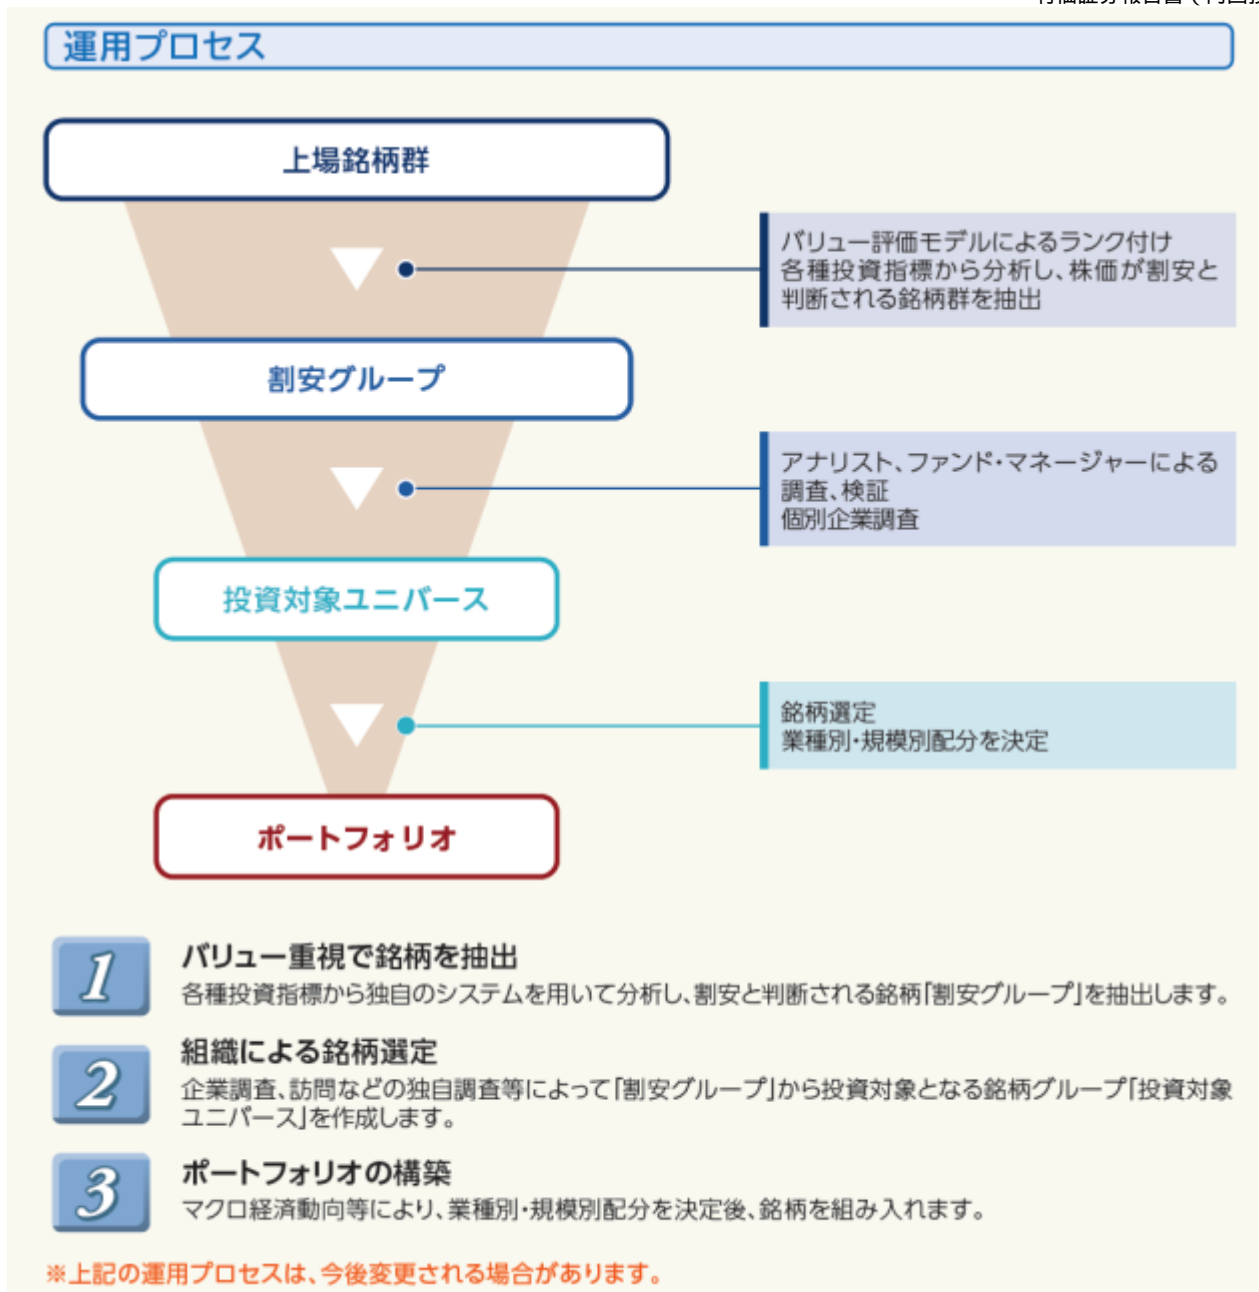 運用プロセス
上場銘柄群
バリュー評価モデルによるランク付け
各種投資指標から分析し、株価が割安と
判断される銘柄群を抽出
割安グループ
アナリスト、ファンド・マネージャーによる
調査、検証
個別企業調査
投資対象ユニバース
銘柄選定
業種別・規模別配分を決定
ポートフォリオ
1 バリュー重視で銘柄を抽出
各種投資指標から独自のシステムを用いて分析し、割安と判断される銘柄「割安グループ」を抽出します。
2 組織による銘柄選定
企業調査、訪問などの独自調査等によって「割安グループ」から投資対象となる銘柄グループ「投資対象
ユニバース」を作成します。
3 ポートフォリオの構築
マクロ経済動向等により、業種別・規模別配分を決定後、銘柄を組み入れます。
※上記の運用プロセスは、今後変更される場合があります。